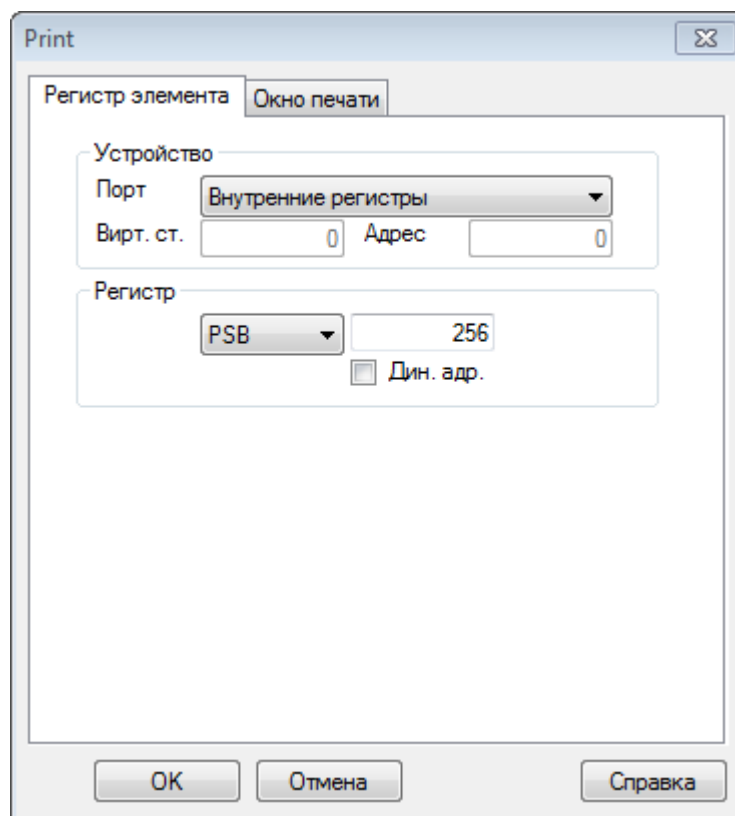 Print
Регистр элемента Окно печати
Устройство
Порт Внутренние регистры
Вирт. ст. 0 Адрес 0
Регистр
PSB 256
Дин. адр.
OK Отмена Справка